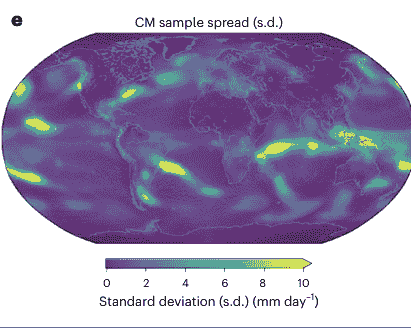 e
CM sample spread (s.d.)
0 2 4 6 8 10
Standard deviation (s.d.) (mm day⁻¹)